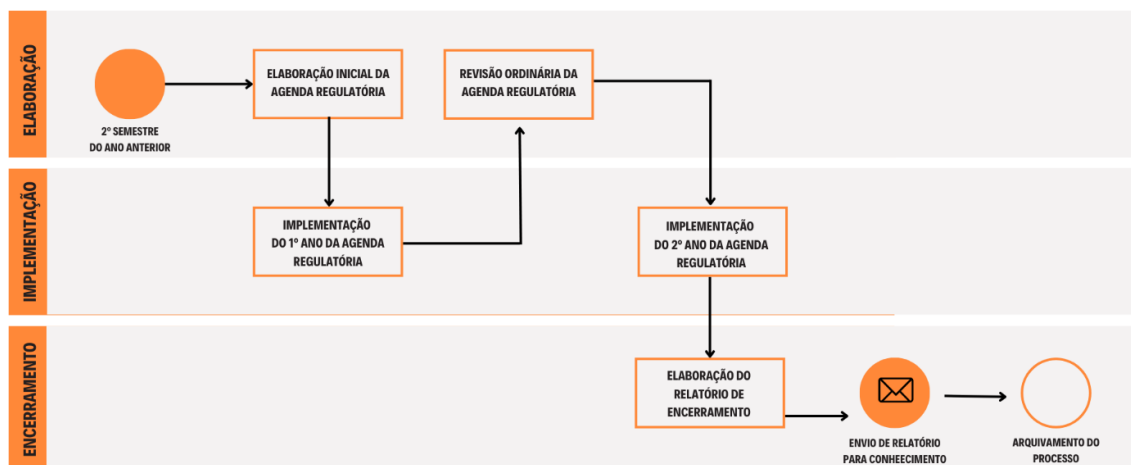 ELABORAÇÃO
2º SEMESTRE
DO ANO ANTERIOR
ELABORAÇÃO INICIAL DA
AGENDA REGULATÓRIA
REVISÃO ORDINÁRIA DA
AGENDA REGULATÓRIA
IMPLEMENTAÇÃO
IMPLEMENTAÇÃO
DO 1º ANO DA AGENDA
REGULATÓRIA
IMPLEMENTAÇÃO
DO 2º ANO DA AGENDA
REGULATÓRIA
ENCERRAMENTO
ELABORAÇÃO DO
RELATÓRIO DE
ENCERRAMENTO
ENVIO DE RELATÓRIO
PARA CONHEECIMENTO
ARQUIVAMENTO DO
PROCESSO